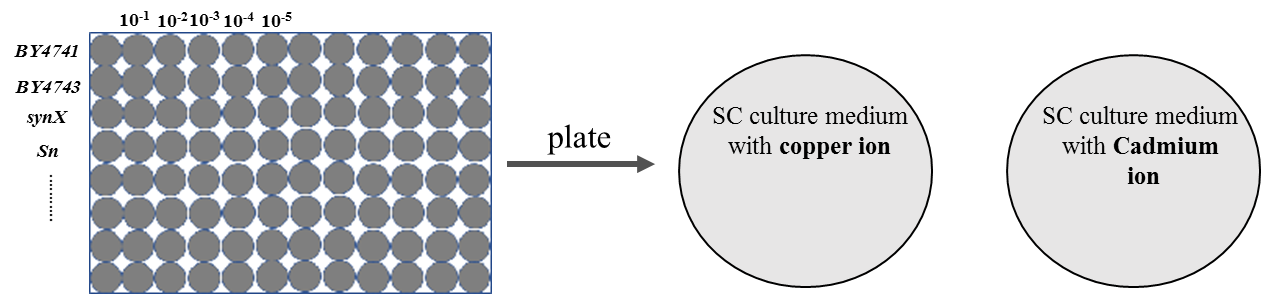 10⁻¹ 10⁻² 10⁻³ 10⁻⁴ 10⁻⁵
BY4741
BY4743
synX
Sn
.........
plate
SC culture medium
with copper ion
SC culture medium
with Cadmium
ion